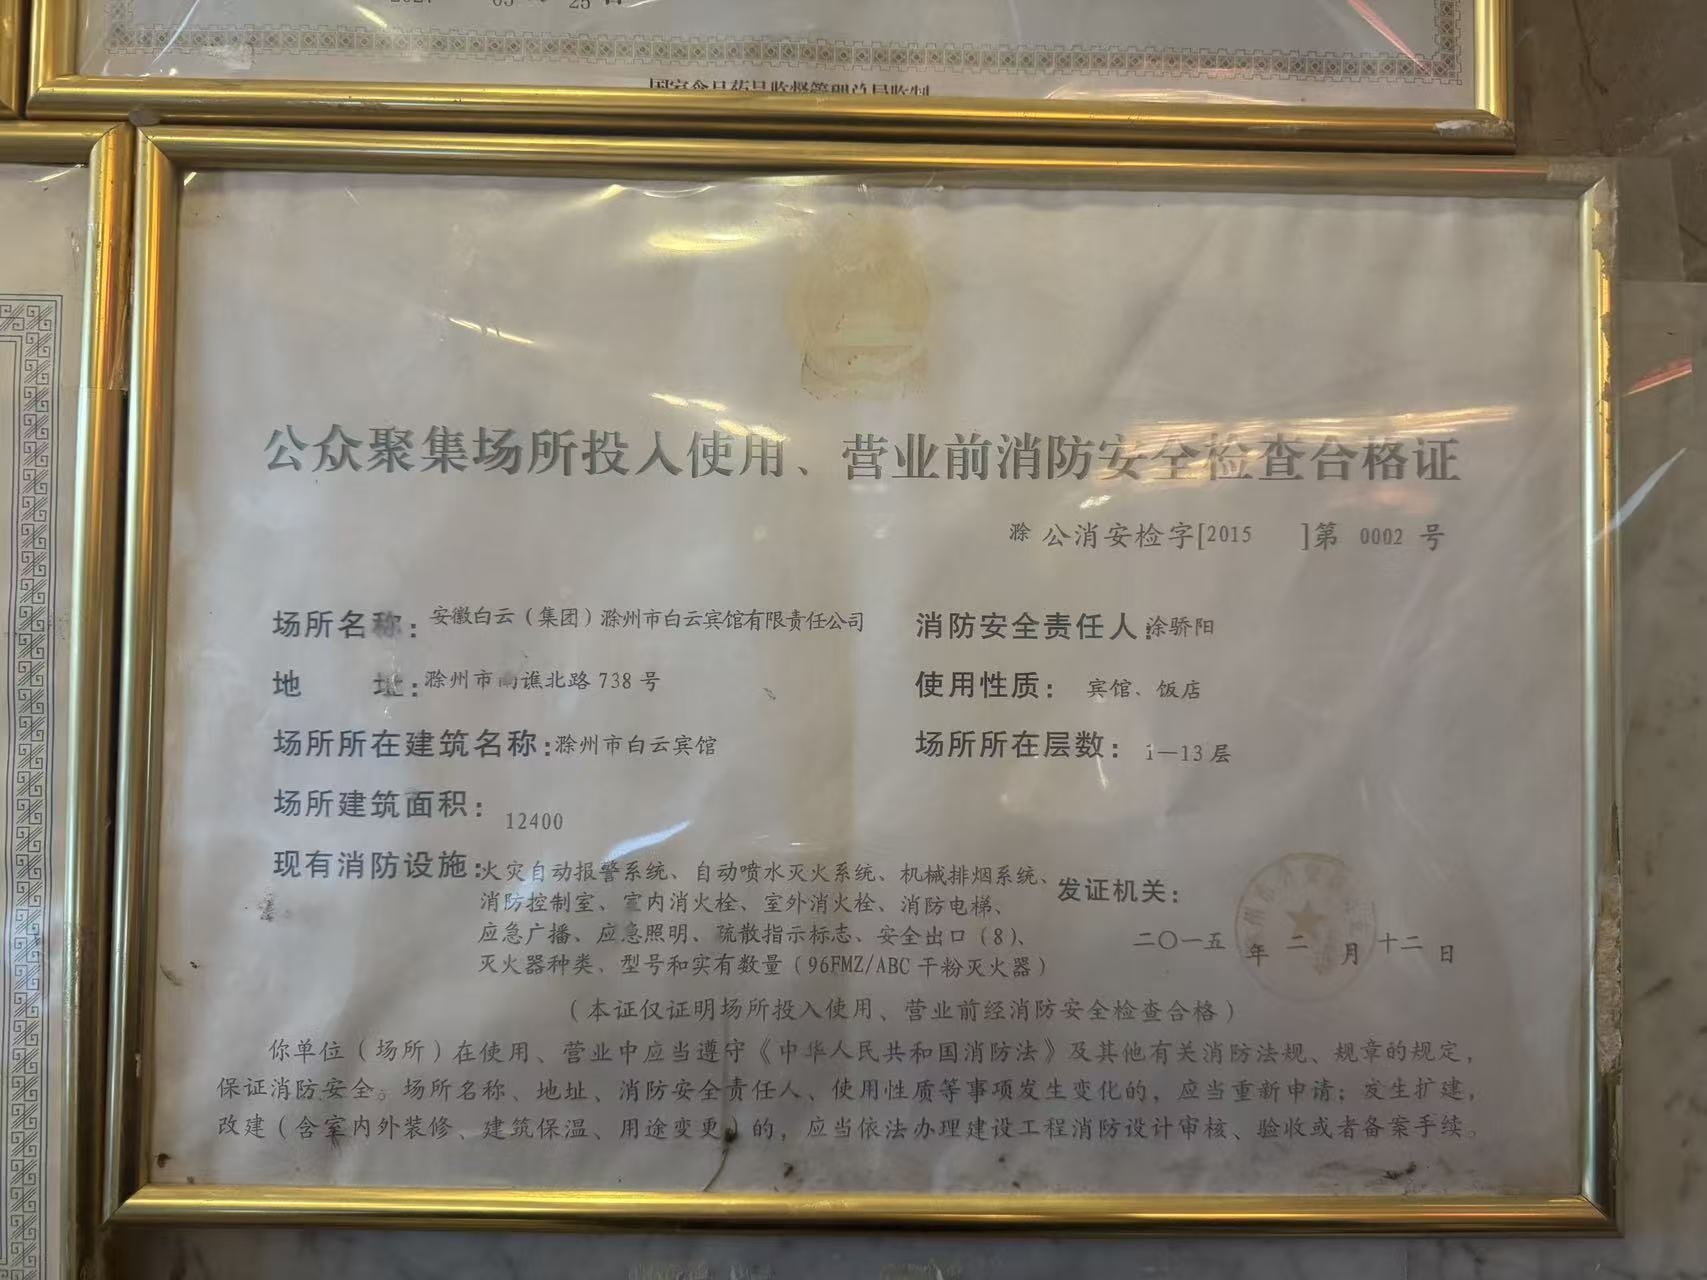 25日
国家食品药品监督管理总局监制
公众聚集场所投入使用、营业前消防安全检查合格证
滁 公消安检字[2015 ]第 0002 号
场所名称：安徽白云（集团）滁州市白云宾馆有限责任公司
消防安全责任人：涂骄阳
地 址：滁州市南谯北路 738 号
使用性质： 宾馆、饭店
场所所在建筑名称：滁州市白云宾馆
场所所在层数： 1—13 层
场所建筑面积： 12400
现有消防设施：火灾自动报警系统、自动喷水灭火系统、机械排烟系统、
消防控制室、室内消火栓、室外消火栓、消防电梯、
应急广播、应急照明、疏散指示标志、安全出口（8）、
灭火器种类、型号和实有数量（96FMZ/ABC 干粉灭火器）
发证机关：
二〇一五 年 二 月 十二 日
（本证仅证明场所投入使用、营业前经消防安全检查合格）
你单位（场所）在使用、营业中应当遵守《中华人民共和国消防法》及其他有关消防法规、规章的规定，
保证消防安全。场所名称、地址、消防安全责任人、使用性质等事项发生变化的，应当重新申请；发生扩建，
改建（含室内外装修、建筑保温、用途变更）的，应当依法办理建设工程消防设计审核、验收或者备案手续。